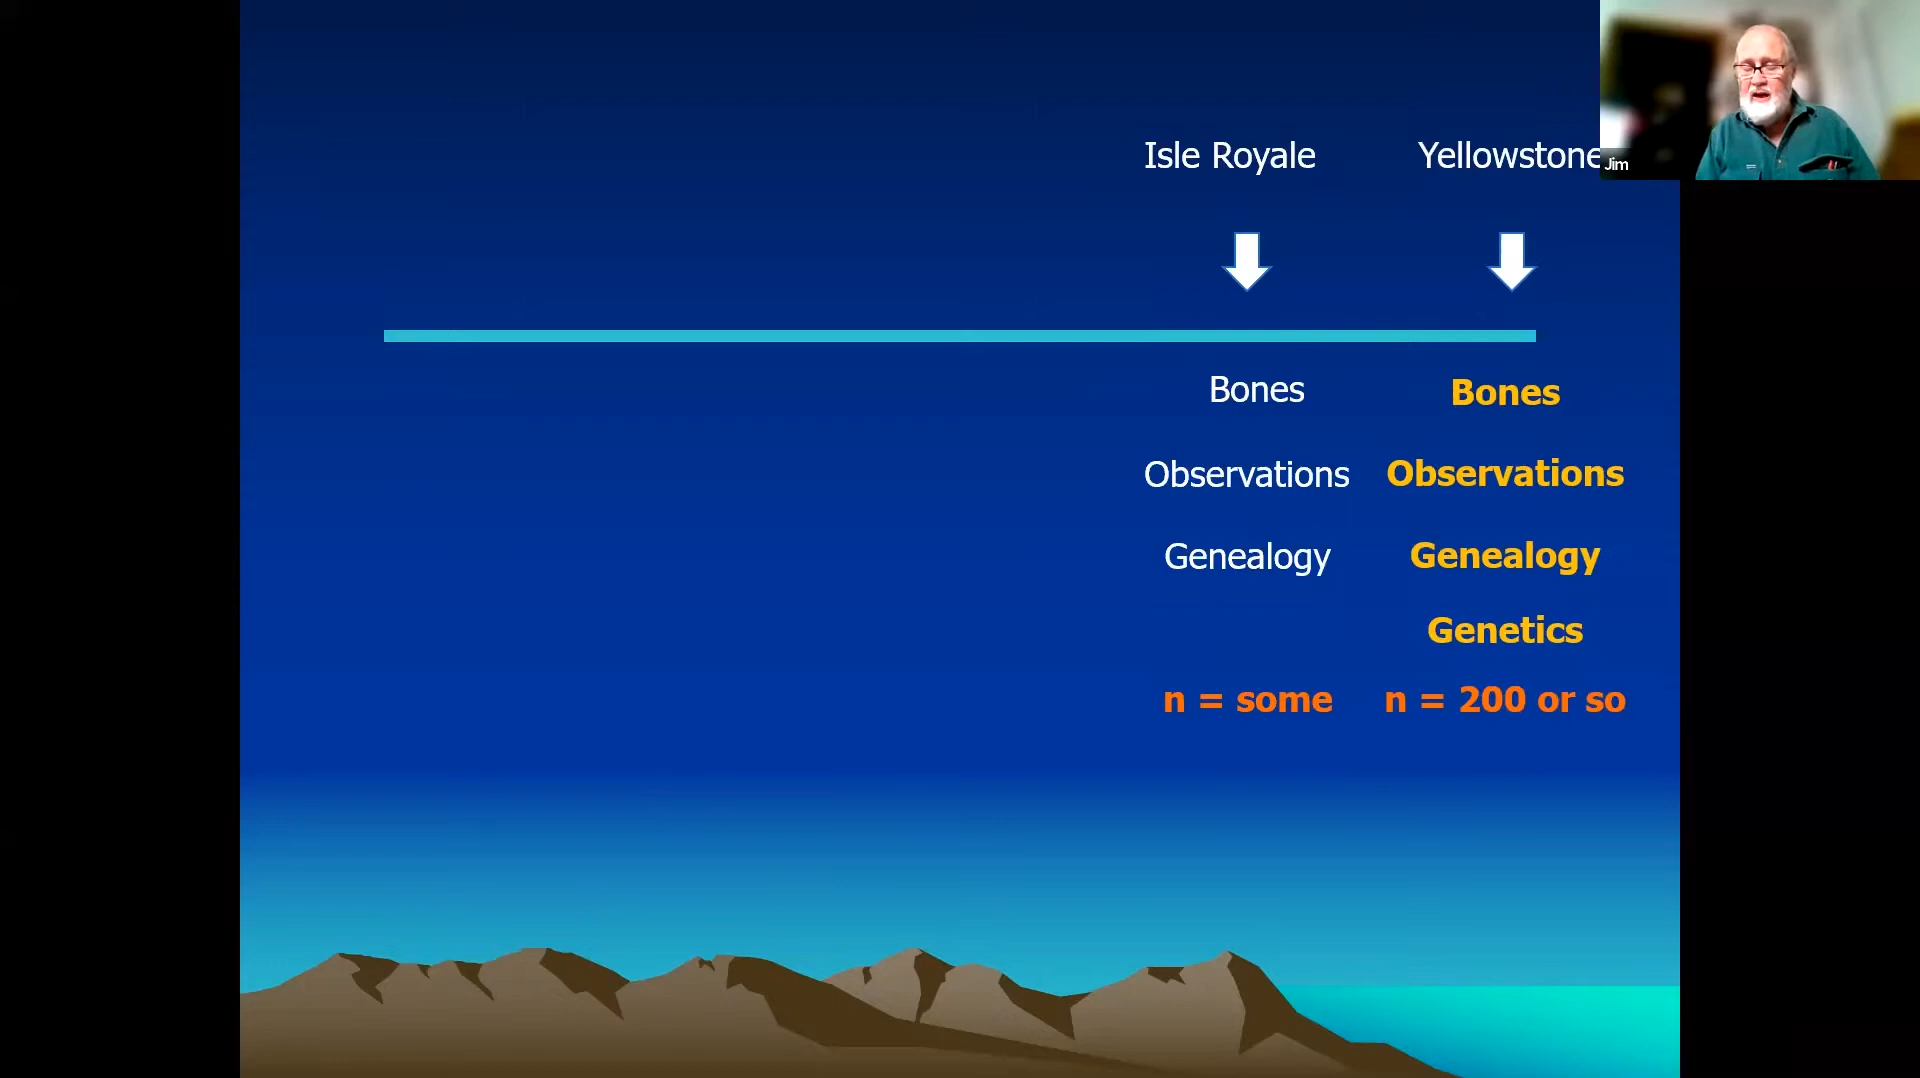 Isle Royale Yellowstone
Jim
Bones Bones
Observations Observations
Genealogy Genealogy
Genetics
n = some n = 200 or so